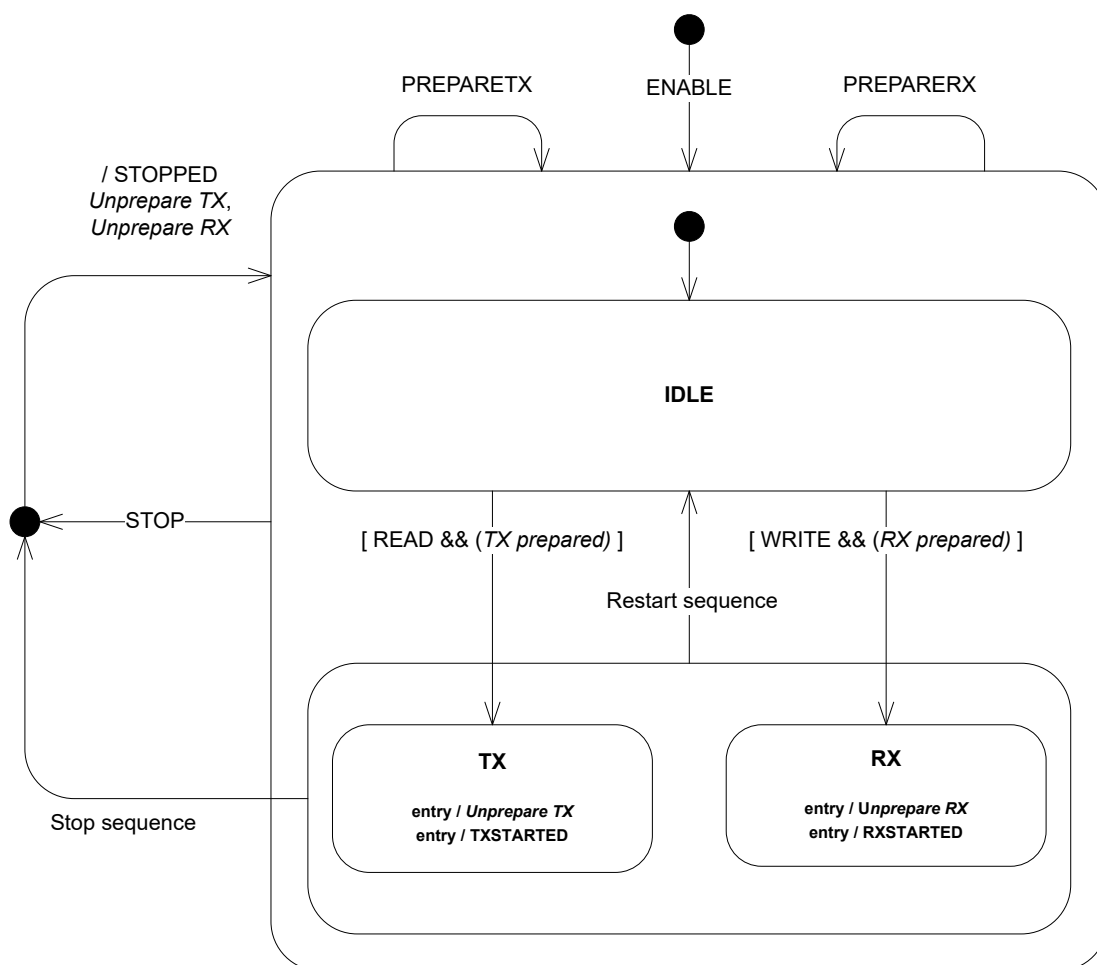 PREPARETX
ENABLE
PREPARERX
/ STOPPED
Unprepare TX,
Unprepare RX
IDLE
STOP
[ READ && (TX prepared) ]
[ WRITE && (RX prepared) ]
Restart sequence
TX
entry / Unprepare TX
entry / TXSTARTED
RX
entry / Unprepare RX
entry / RXSTARTED
Stop sequence